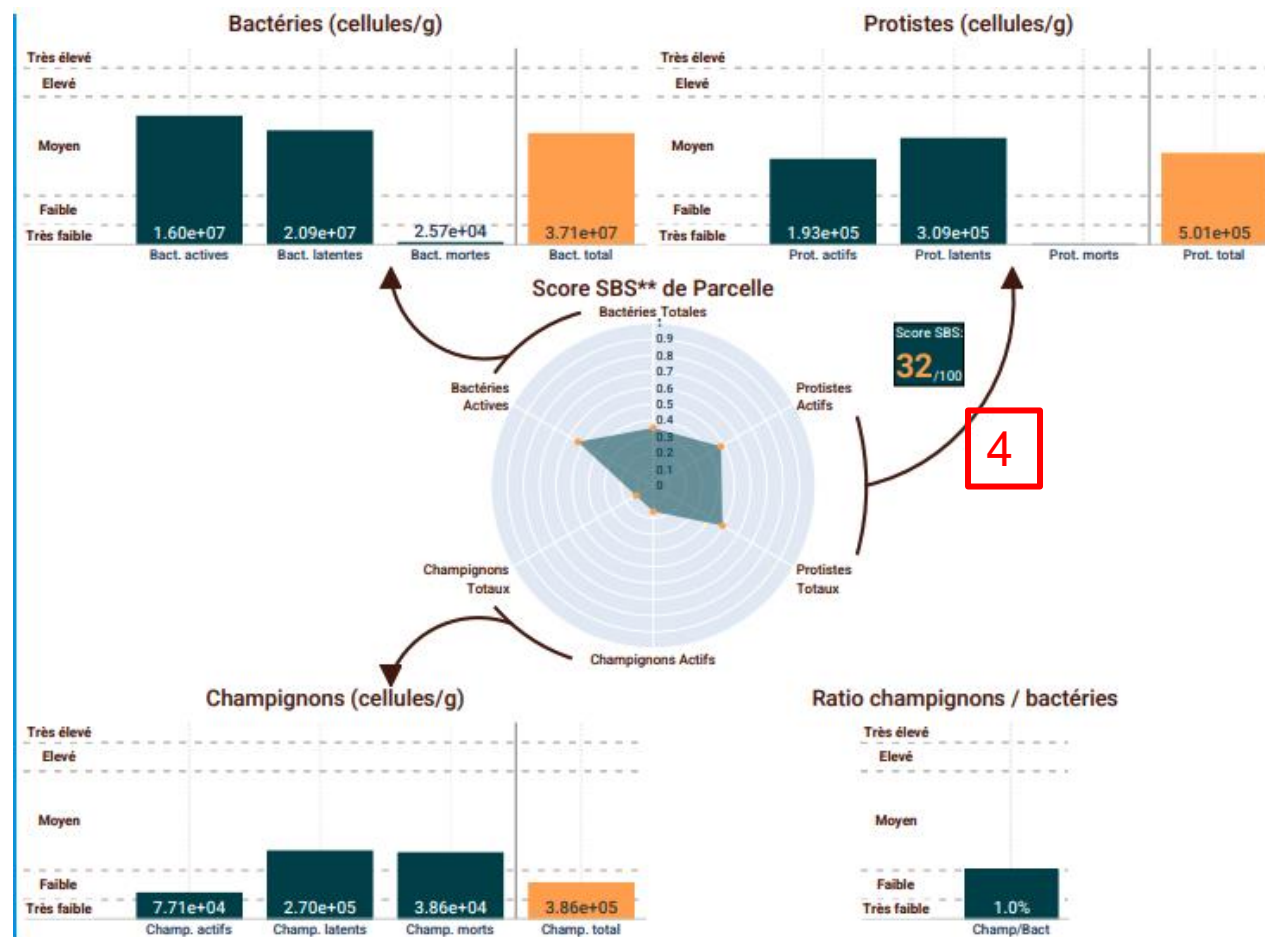 Bactéries (cellules/g)
Très élevé
Elevé
Moyen
Faible
Très faible
1.60e+07
2.09e+07
2.57e+04
3.71e+07
Bact. actives
Bact. latentes
Bact. mortes
Bact. total
Protistes (cellules/g)
Très élevé
Elevé
Moyen
Faible
Très faible
1.93e+05
3.09e+05
5.01e+05
Prot. actifs
Prot. latents
Prot. morts
Prot. total
Score SBS** de Parcelle
Bactéries Totales
1
0.9
0.8
0.7
0.6
0.5
0.4
0.3
0.2
0.1
0
Bactéries
Actives
Protistes
Actifs
Champignons
Totaux
Protistes
Totaux
Champignons Actifs
Score SBS:
32/100
4
Champignons (cellules/g)
Très élevé
Elevé
Moyen
Faible
Très faible
7.71e+04
2.70e+05
3.86e+04
3.86e+05
Champ. actifs
Champ. latents
Champ. morts
Champ. total
Ratio champignons / bactéries
Très élevé
Elevé
Moyen
Faible
Très faible
1.0%
Champ/Bact